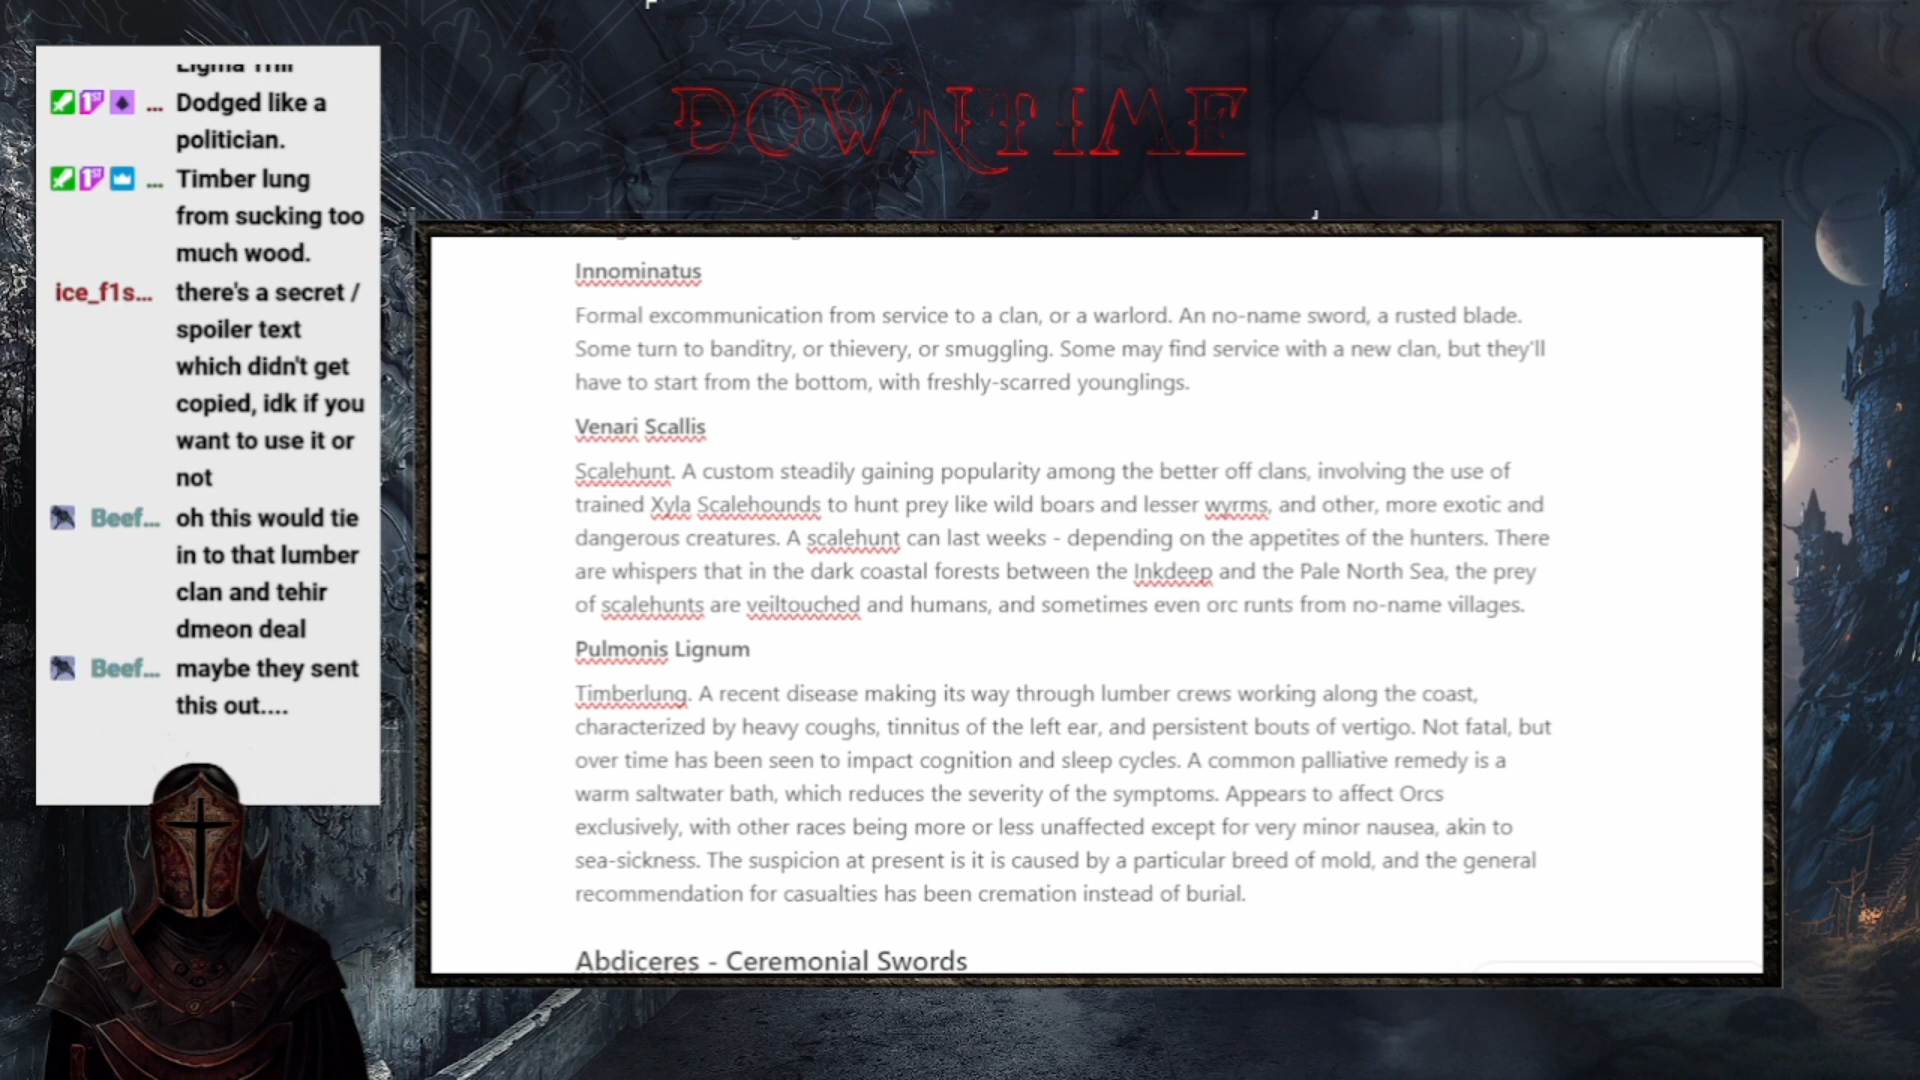 DOWNTIME
Dodged like a
politician.
Timber lung
from sucking too
much wood.
ice_f1s... there's a secret /
spoiler text
which didn't get
copied, idk if you
want to use it or
not
Beef... oh this would tie
in to that lumber
clan and tehir
dmeon deal
Beef... maybe they sent
this out....
Innominatus
Formal excommunication from service to a clan, or a warlord. An no-name sword, a rusted blade.
Some turn to banditry, or thievery, or smuggling. Some may find service with a new clan, but they'll
have to start from the bottom, with freshly-scarred younglings.
Venari Scallis
Scalehunt. A custom steadily gaining popularity among the better off clans, involving the use of
trained Xyla Scalehounds to hunt prey like wild boars and lesser wyrms, and other, more exotic and
dangerous creatures. A scalehunt can last weeks - depending on the appetites of the hunters. There
are whispers that in the dark coastal forests between the Inkdeep and the Pale North Sea, the prey
of scalehunts are veiltouched and humans, and sometimes even orc runts from no-name villages.
Pulmonis Lignum
Timberlung. A recent disease making its way through lumber crews working along the coast,
characterized by heavy coughs, tinnitus of the left ear, and persistent bouts of vertigo. Not fatal, but
over time has been seen to impact cognition and sleep cycles. A common palliative remedy is a
warm saltwater bath, which reduces the severity of the symptoms. Appears to affect Orcs
exclusively, with other races being more or less unaffected except for very minor nausea, akin to
sea-sickness. The suspicion at present is it is caused by a particular breed of mold, and the general
recommendation for casualties has been cremation instead of burial.
Abdiceres - Ceremonial Swords